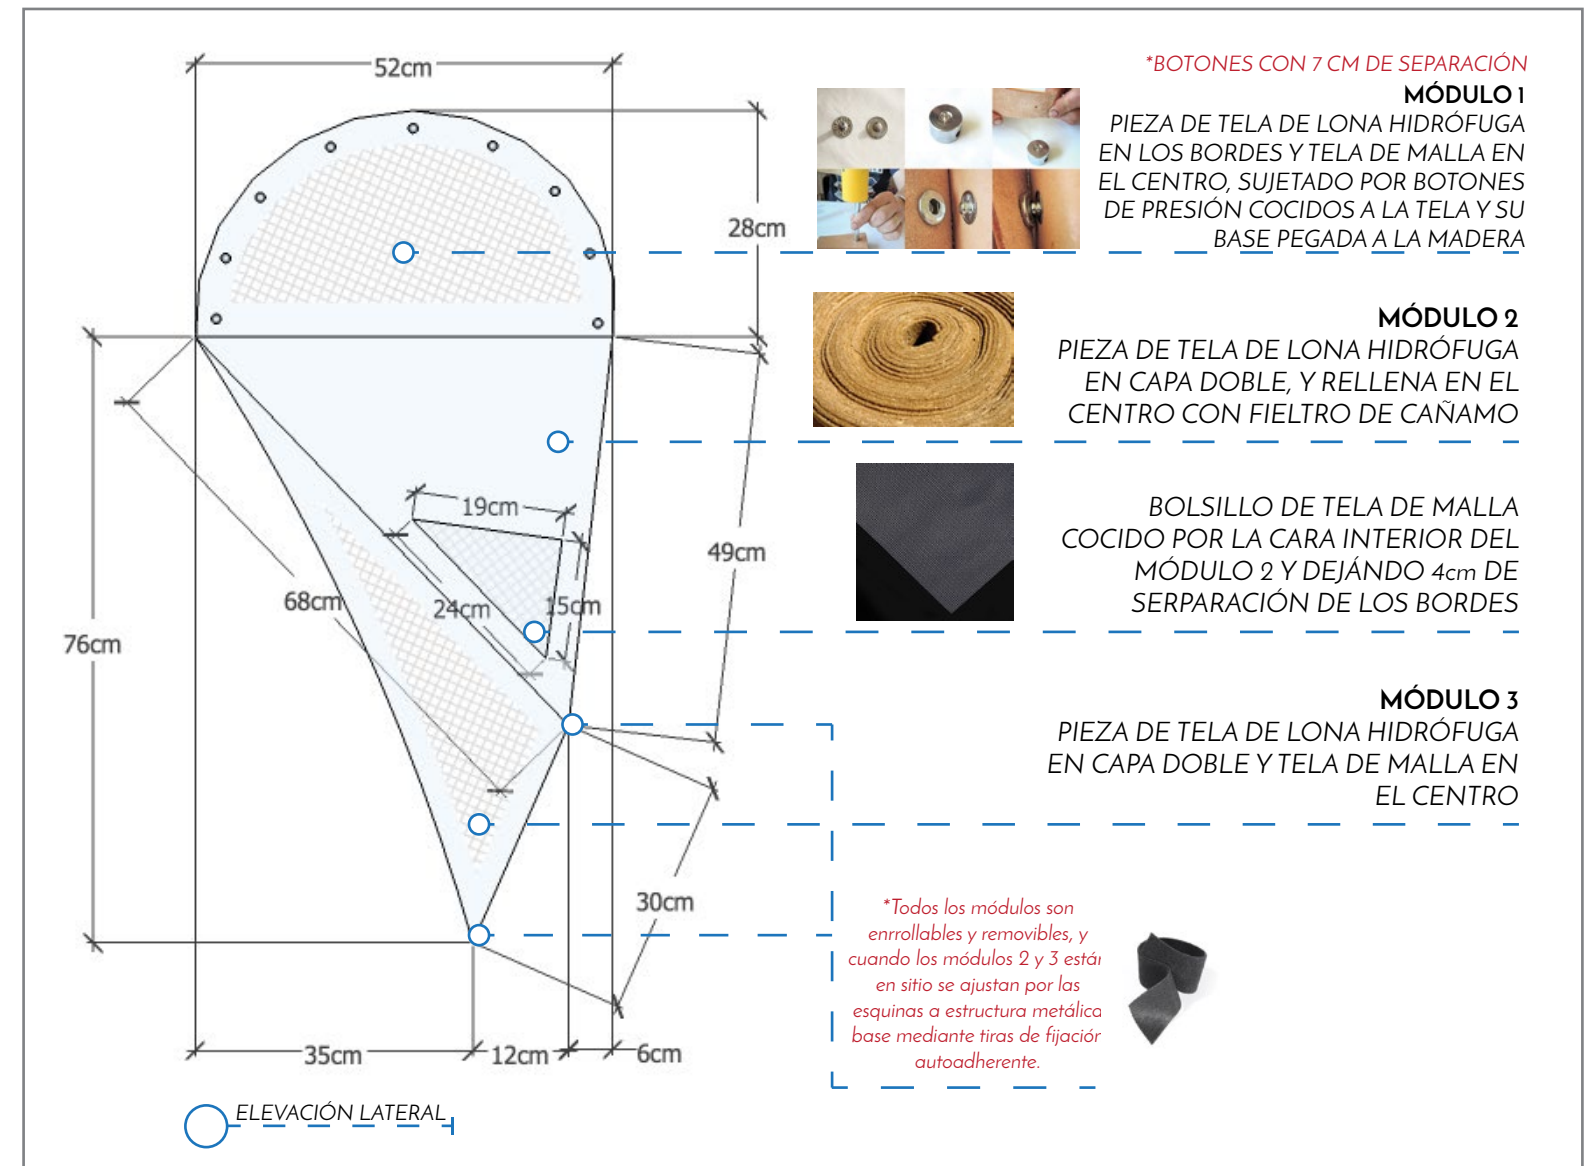 52cm
28cm
76cm
68cm
19cm
24cm
15cm
49cm
30cm
35cm
12cm
6cm
ELEVACIÓN LATERAL
*BOTONES CON 7 CM DE SEPARACIÓN
MÓDULO 1
PIEZA DE TELA DE LONA HIDRÓFUGA
EN LOS BORDES Y TELA DE MALLA EN
EL CENTRO, SUJETADO POR BOTONES
DE PRESIÓN COCIDOS A LA TELA Y SU
BASE PEGADA A LA MADERA
MÓDULO 2
PIEZA DE TELA DE LONA HIDRÓFUGA
EN CAPA DOBLE, Y RELLENA EN EL
CENTRO CON FIELTRO DE CAÑAMO
BOLSILLO DE TELA DE MALLA
COCIDO POR LA CARA INTERIOR DEL
MÓDULO 2 Y DEJÁNDO 4cm DE
SERPARACIÓN DE LOS BORDES
MÓDULO 3
PIEZA DE TELA DE LONA HIDRÓFUGA
EN CAPA DOBLE Y TELA DE MALLA EN
EL CENTRO
*Todos los módulos son
enrrollables y removibles, y
cuando los módulos 2 y 3 están
en sitio se ajustan por las
esquinas a estructura metálica
base mediante tiras de fijación
autoadherente.